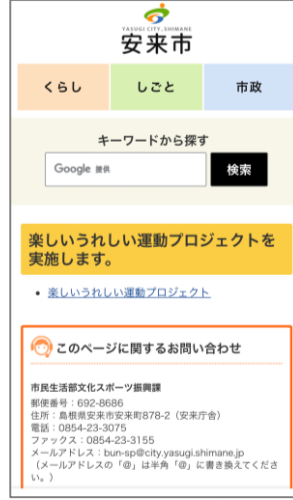 YASUGI CITY, SHIMANE
安来市
くらし
しごと
市政
キーワードから探す
Google 提供
検索
楽しいうれしい運動プロジェクトを
実施します。
• 楽しいうれしい運動プロジェクト
このページに関するお問い合わせ
市民生活部文化スポーツ振興課
郵便番号：692-8686
住所：島根県安来市安来町878-2（安来庁舎）
電話：0854-23-3075
ファックス：0854-23-3155
メールアドレス：bun-sp@city.yasugi.shimane.jp
（メールアドレスの「＠」は半角「@」に書き換えてくださ
い。）